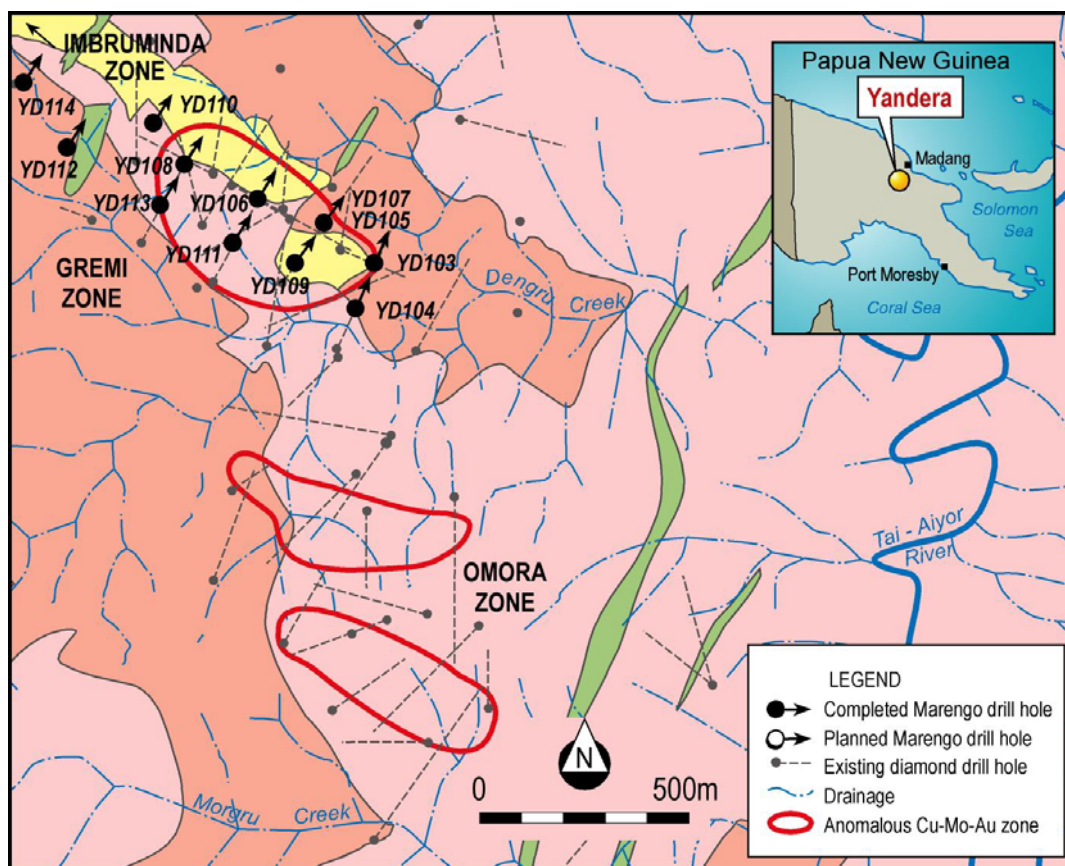 IMBRUMINDA
ZONE
YD114
YD110
YD112
YD108
YD113
YD106
YD107
YD105
YD111
YD103
YD109
YD104
GREMI
ZONE
Dengru Creek
Papua New Guinea
Yandera
Madang
Solomon
Sea
Port Moresby
Coral Sea
Tai - Aiyor
River
OMORA
ZONE
Morgru Creek
N
0 500m
LEGEND
Completed Marengo drill hole
Planned Marengo drill hole
Existing diamond drill hole
Drainage
Anomalous Cu-Mo-Au zone